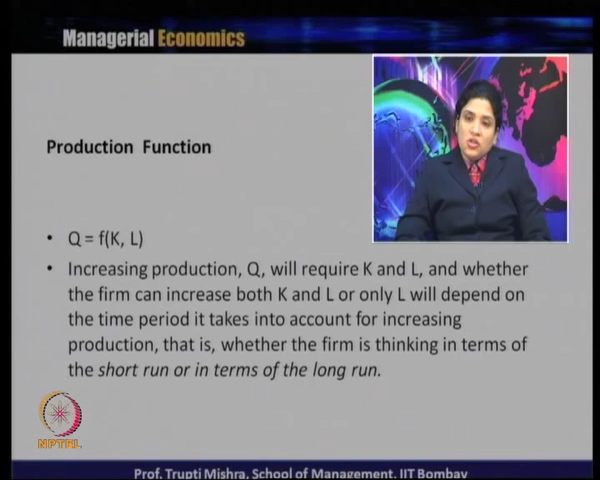 Managerial Economics
Production Function
• Q = f(K, L)
• Increasing production, Q, will require K and L, and whether
the firm can increase both K and L or only L will depend on
the time period it takes into account for increasing
production, that is, whether the firm is thinking in terms of
the short run or in terms of the long run.
NPTEL
Prof. Trupti Mishra, School of Management, IIT Bombay